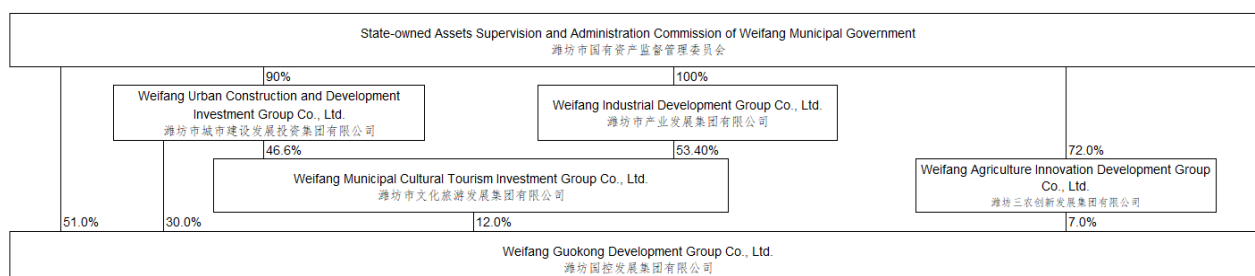 State-owned Assets Supervision and Administration Commission of Weifang Municipal Government
潍坊市国有资产监督管理委员会
90%
100%
Weifang Urban Construction and Development
Investment Group Co., Ltd.
潍坊市城市建设发展投资集团有限公司
Weifang Industrial Development Group Co., Ltd.
潍坊市产业发展集团有限公司
46.6%
53.40%
72.0%
Weifang Municipal Cultural Tourism Investment Group Co., Ltd.
潍坊市文化旅游发展集团有限公司
Weifang Agriculture Innovation Development Group
Co., Ltd.
潍坊三农创新发展集团有限公司
51.0%
30.0%
12.0%
7.0%
Weifang Guokong Development Group Co., Ltd.
潍坊国控发展集团有限公司